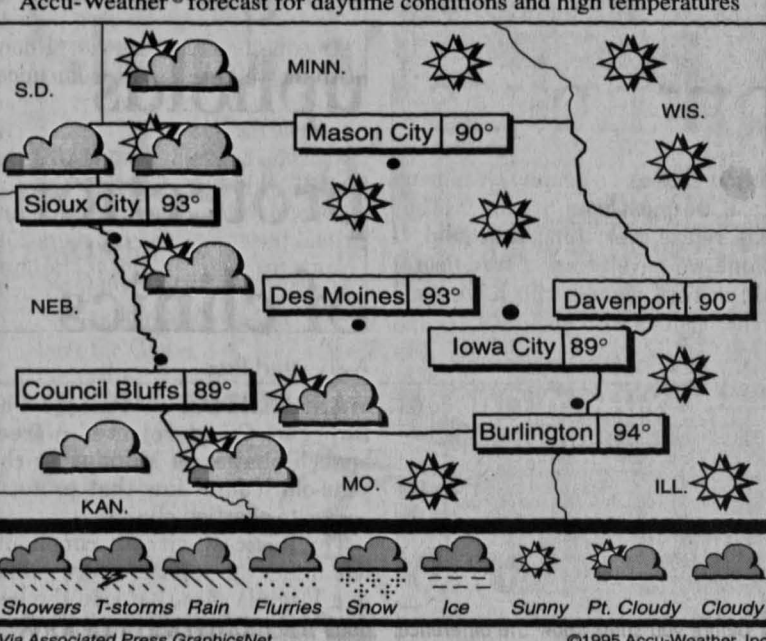 Accu-Weather® forecast for daytime conditions and high temperatures
MINN.
S.D.
WIS.
Mason City 90°
Sioux City 93°
Des Moines 93°
Davenport 90°
NEB.
Iowa City 89°
Council Bluffs 89°
Burlington 94°
MO.
ILL.
KAN.
Showers T-storms Rain Flurries Snow Ice Sunny Pt. Cloudy Cloudy
Via Associated Press GraphicsNet ©1995 Accu-Weather, Inc.